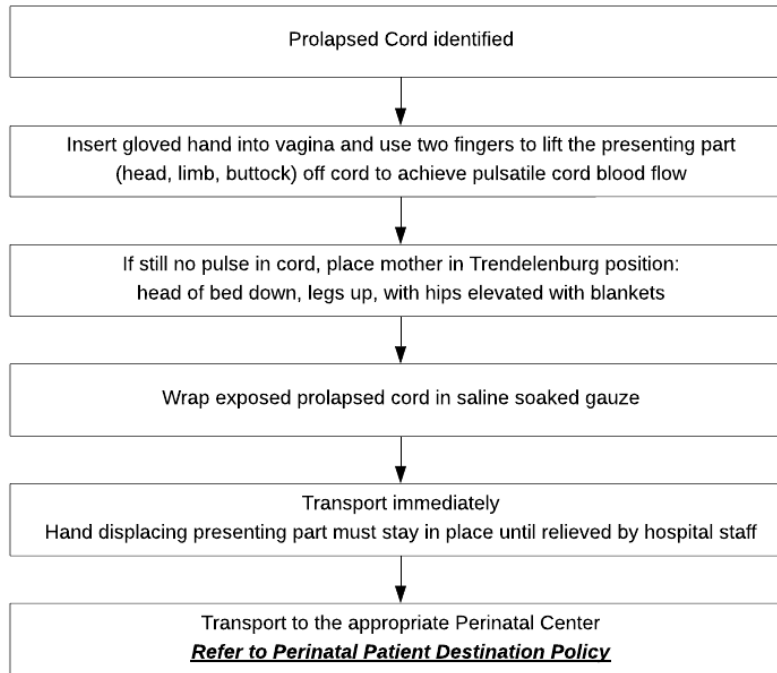 Prolapsed Cord identified
Insert gloved hand into vagina and use two fingers to lift the presenting part
(head, limb, buttock) off cord to achieve pulsatile cord blood flow
If still no pulse in cord, place mother in Trendelenburg position:
head of bed down, legs up, with hips elevated with blankets
Wrap exposed prolapsed cord in saline soaked gauze
Transport immediately
Hand displacing presenting part must stay in place until relieved by hospital staff
Transport to the appropriate Perinatal Center
Refer to Perinatal Patient Destination Policy